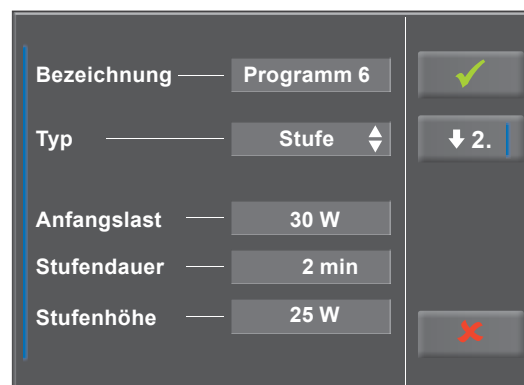 Bezeichnung Programm 6
Typ Stufe
2.
Anfangslast 30 W
Stufendauer 2 min
Stufenhöhe 25 W